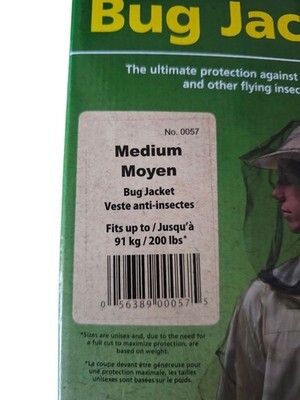 Bug Jac
The ultimate protection against
and other flying insec
No. 0057
Medium
Moyen
Bug Jacket
Veste anti-insectes
Fits up to / Jusqu'à
91 kg / 200 lbs*
0 56389 00057 5
*Sizes are unisex and, due to the need for
a full cut to maximize protection, are
based on weight.
*La coupe devant être généreuse pour
une protection maximale, les tailles
unisexes sont basées sur le poids.